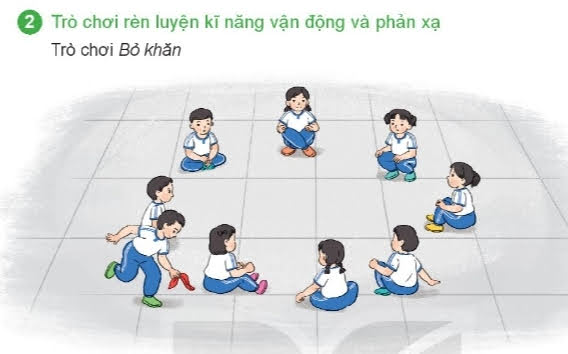 2 Trò chơi rèn luyện kĩ năng vận động và phản xạ
Trò chơi Bỏ khăn